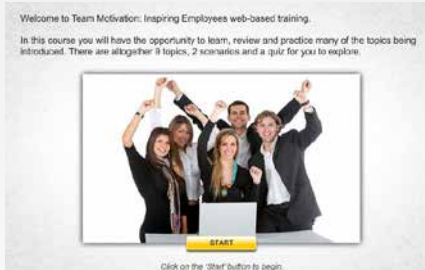 Welcome to Team Motivation: Inspiring Employees web-based training.
In this course you will have the opportunity to learn, review and practice many of the topics being
introduced. There are altogether 9 topics, 2 scenarios and a quiz for you to explore.
START
Click on the 'Start' button to begin.